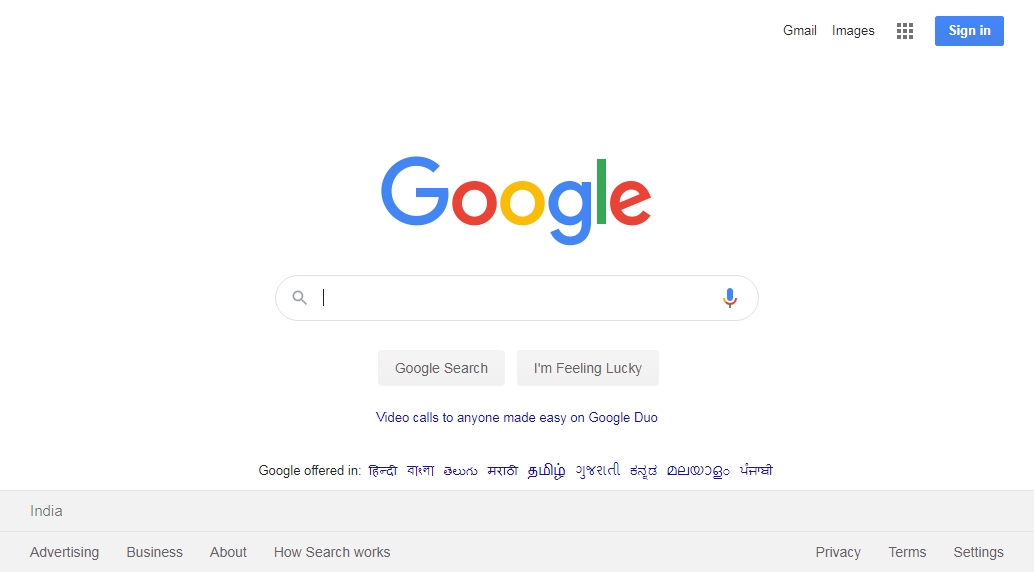 Gmail Images Sign in
Google
Google Search I'm Feeling Lucky
Video calls to anyone made easy on Google Duo
Google offered in: हिन्दी বাংলা తెలుగు मराठी தமிழ் ગુજરાતી ಕನ್ನಡ മലയാളം ਪੰਜਾਬੀ
India
Advertising Business About How Search works Privacy Terms Settings